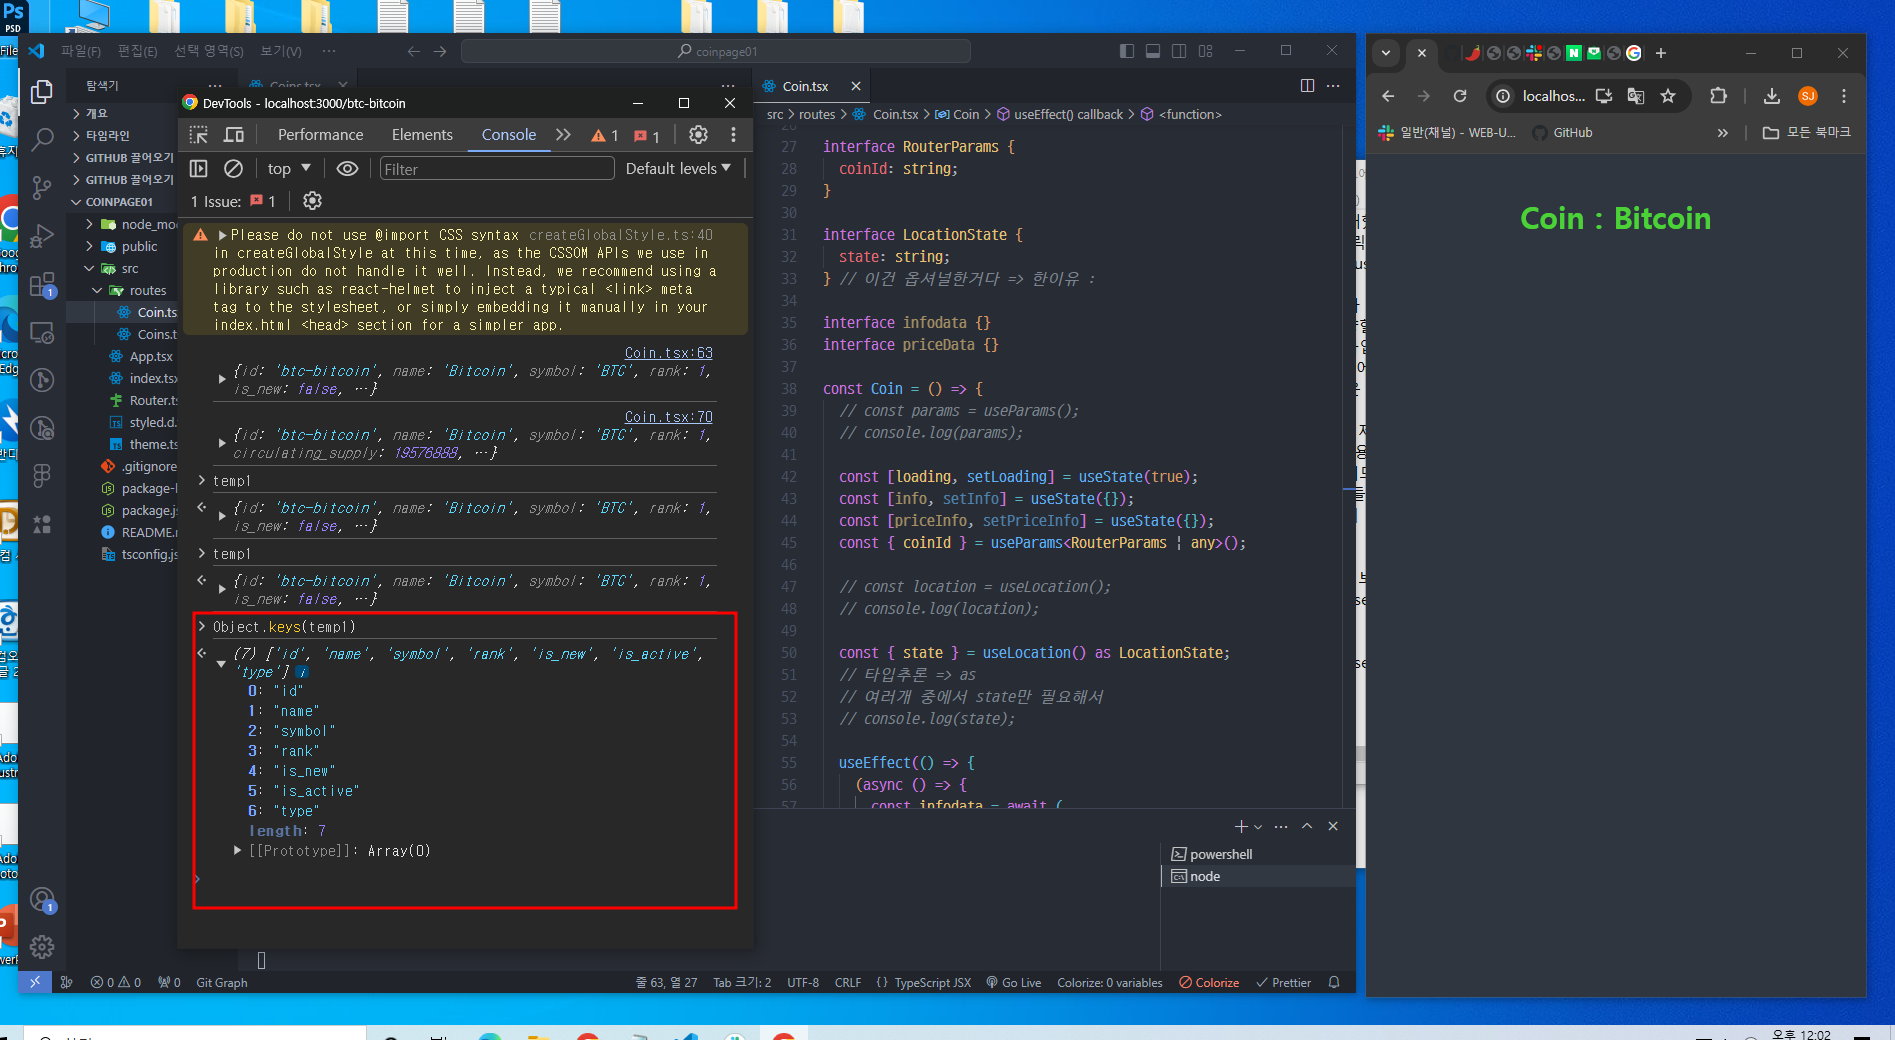 Ps
PSD
File
파일(F) 편집(E) 선택 영역(S) 보기(V) ··· coinpage01
탐색기 ··· Coins.tsx
개요
타임라인
GITHUB 끌어오기
GITHUB 끌어오기
COINPAGE01
node_mo
public
src
routes
Coin.ts
Coins.t
App.tsx
index.tsx
Router.ts
styled.d.
theme.ts
.gitignore
package-l
package.js
README.r
tsconfig.js
DevTools - localhost:3000/btc-bitcoin
Performance Elements Console 1 1
top Filter Default levels
1 Issue: 1
Please do not use @import CSS syntax createGlobalStyle.ts:40
in createGlobalStyle at this time, as the CSSOM APIs we use in
production do not handle it well. Instead, we recommend using a
library such as react-helmet to inject a typical <link> meta
tag to the stylesheet, or simply embedding it manually in your
index.html <head> section for a simpler app.
Coin.tsx:63
{id: 'btc-bitcoin', name: 'Bitcoin', symbol: 'BTC', rank: 1,
is_new: false, …}
Coin.tsx:70
{id: 'btc-bitcoin', name: 'Bitcoin', symbol: 'BTC', rank: 1,
circulating_supply: 19576888, …}
temp1
{id: 'btc-bitcoin', name: 'Bitcoin', symbol: 'BTC', rank: 1,
is_new: false, …}
temp1
{id: 'btc-bitcoin', name: 'Bitcoin', symbol: 'BTC', rank: 1,
is_new: false, …}
Object.keys(temp1)
(7) ['id', 'name', 'symbol', 'rank', 'is_new', 'is_active',
'type']
0: "id"
1: "name"
2: "symbol"
3: "rank"
4: "is_new"
5: "is_active"
6: "type"
length: 7
[[Prototype]]: Array(0)
Coin.tsx
src > routes > Coin.tsx > Coin > useEffect() callback > <function>
27 interface RouterParams {
28 coinId: string;
29 }
30
31 interface LocationState {
32 state: string;
33 } // 이건 옵셔널한거다 => 한이유 :
34
35 interface infodata {}
36 interface priceData {}
37
38 const Coin = () => {
39 // const params = useParams();
40 // console.log(params);
41
42 const [loading, setLoading] = useState(true);
43 const [info, setInfo] = useState({});
44 const [priceInfo, setPriceInfo] = useState({});
45 const { coinId } = useParams<RouterParams | any>();
46
47 // const location = useLocation();
48 // console.log(location);
49
50 const { state } = useLocation() as LocationState;
51 // 타입추론 => as
52 // 여러개 중에서 state만 필요해서
53 // console.log(state);
54
55 useEffect(() => {
56 (async () => {
57 const infodata = await (
powershell
node
0 0 0 Git Graph 줄 63, 열 27 Tab 크기: 2 UTF-8 CRLF {} TypeScript JSX Go Live Colorize: 0 variables Colorize Prettier
localhos... SJ
일반(채널) - WEB-U... GitHub » 모든 북마크
Coin : Bitcoin
오후 12:02